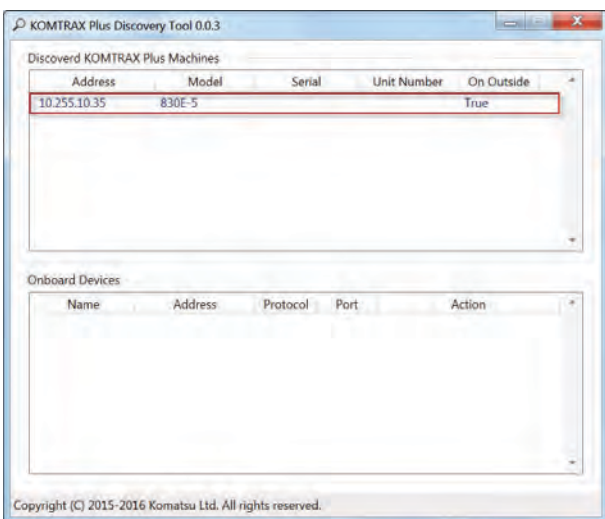 KOMTRAX Plus Discovery Tool 0.0.3
Discoverd KOMTRAX Plus Machines
Address Model Serial Unit Number On Outside
10.255.10.35 830E-5 True
Onboard Devices
Name Address Protocol Port Action
Copyright (C) 2015-2016 Komatsu Ltd. All rights reserved.